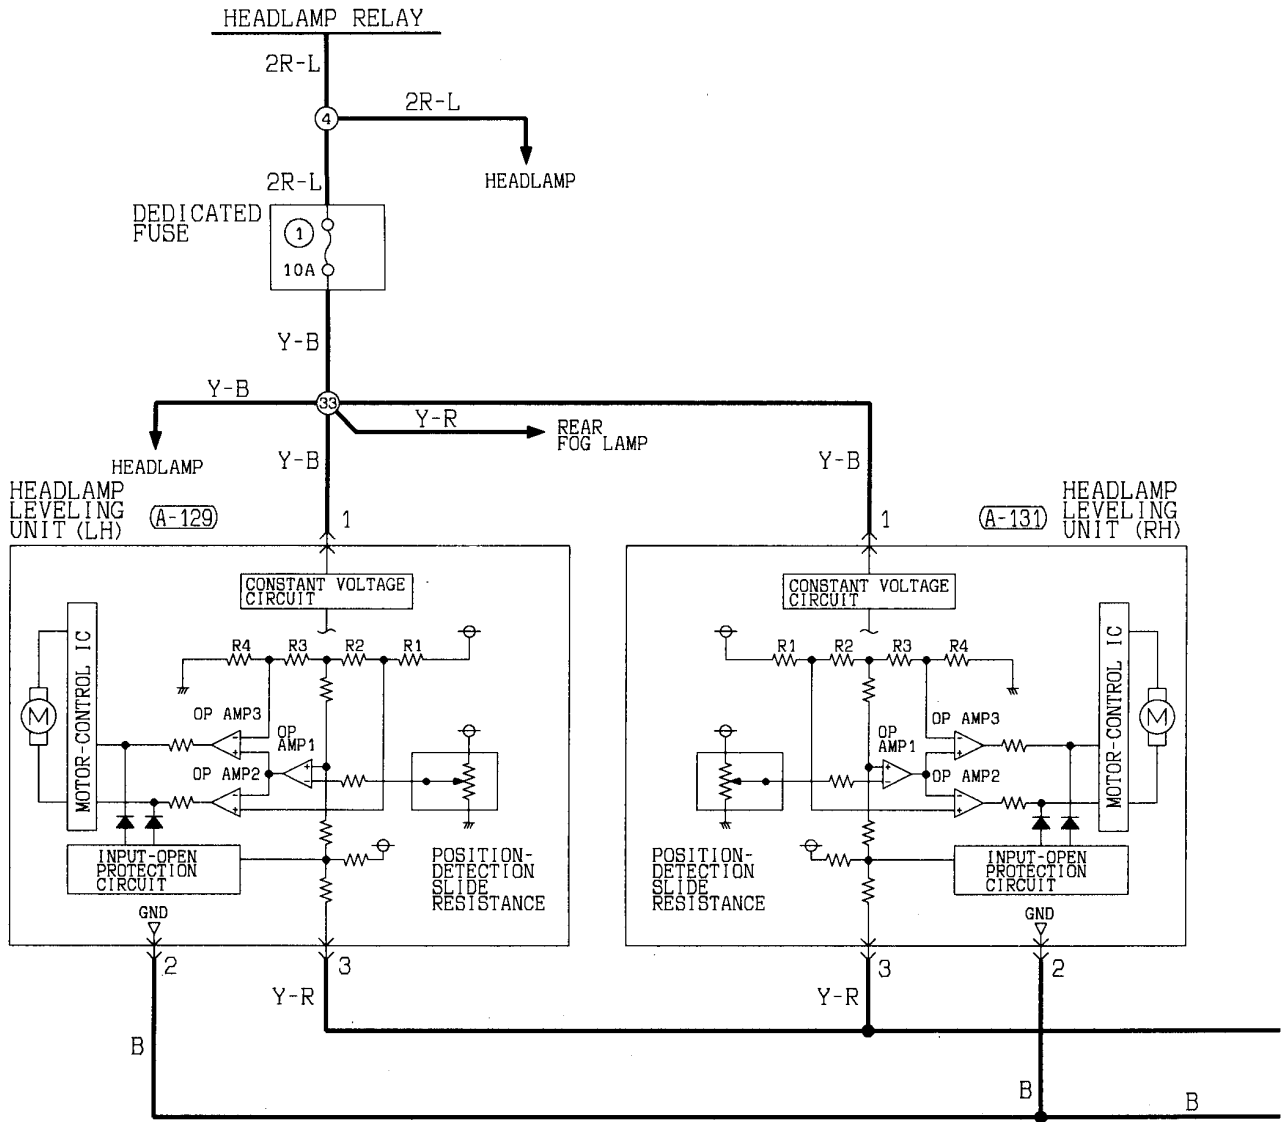 HEADLAMP RELAY
2R-L
4
2R-L
HEADLAMP
2R-L
DEDICATED
FUSE
1
10A
Y-B
Y-B
33
Y-R
REAR
FOG LAMP
HEADLAMP
Y-B
Y-B
HEADLAMP
LEVELING
UNIT (LH)
A-129
1
A-131
1
HEADLAMP
LEVELING
UNIT (RH)
CONSTANT VOLTAGE
CIRCUIT
R4
R3
R2
R1
MOTOR-CONTROL IC
M
OP AMP3
OP
AMP1
OP AMP2
-
+
+
-
-
+
INPUT-OPEN
PROTECTION
CIRCUIT
POSITION-
DETECTION
SLIDE
RESISTANCE
GND
2
3
CONSTANT VOLTAGE
CIRCUIT
R1
R2
R3
R4
MOTOR-CONTROL IC
M
OP AMP3
OP
AMP1
OP AMP2
-
+
+
-
-
+
POSITION-
DETECTION
SLIDE
RESISTANCE
INPUT-OPEN
PROTECTION
CIRCUIT
GND
3
2
Y-R
Y-R
B
B
B